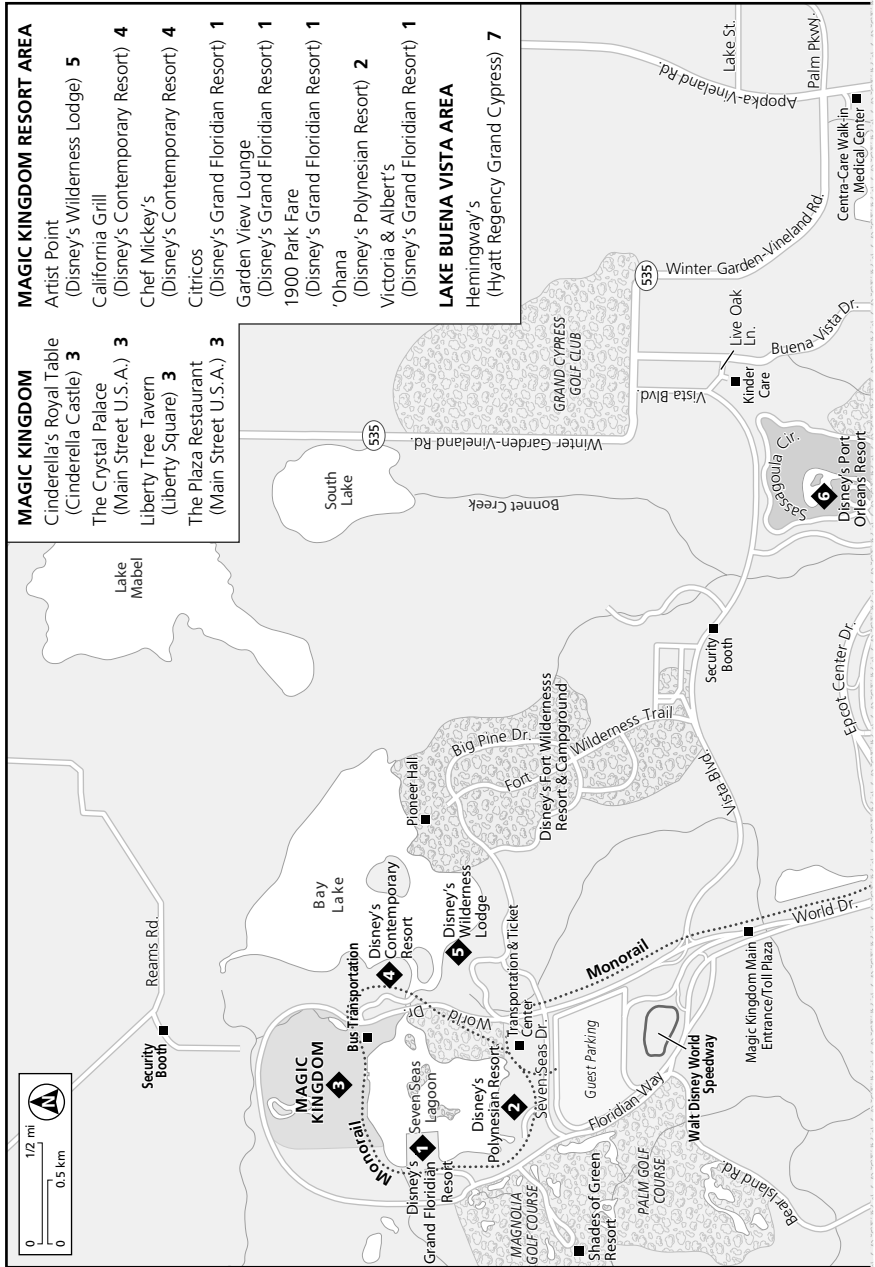 MAGIC KINGDOM
Cinderella's Royal Table
(Cinderella Castle) 3
The Crystal Palace
(Main Street U.S.A.) 3
Liberty Tree Tavern
(Liberty Square) 3
The Plaza Restaurant
(Main Street U.S.A.) 3
MAGIC KINGDOM RESORT AREA
Artist Point
(Disney's Wilderness Lodge) 5
California Grill
(Disney's Contemporary Resort) 4
Chef Mickey's
(Disney's Contemporary Resort) 4
Citricos
(Disney's Grand Floridian Resort) 1
Garden View Lounge
(Disney's Grand Floridian Resort) 1
1900 Park Fare
(Disney's Grand Floridian Resort) 1
'Ohana
(Disney's Polynesian Resort) 2
Victoria & Albert's
(Disney's Grand Floridian Resort) 1
LAKE BUENA VISTA AREA
Hemingway's
(Hyatt Regency Grand Cypress) 7
0 1/2 mi
0 0.5 km
N
Reams Rd.
Security
Booth
Lake
Mabel
South
Lake
535
Winter Garden-Vineland Rd.
Bonnet Creek
GRAND CYPRESS
GOLF CLUB
535
Winter Garden-Vineland Rd.
Apopka-Vineland Rd.
Lake St.
Palm Pkwy.
Centra-Care Walk-in
Medical Center
Vista Blvd.
Live Oak
Ln.
Kinder
Care
Buena Vista Dr.
Sassagoula Cir.
6
Disney's Port
Orleans Resort
Bay
Lake
Pioneer Hall
Big Pine Dr.
Fort Wilderness Trail
Disney's Fort Wildernesss
Resort & Campground
Security
Booth
Vista Blvd.
Epcot Center Dr.
MAGIC
KINGDOM
3
Bus Transportation
4
Disney's
Contemporary
Resort
5
Disney's
Wilderness
Lodge
Monorail
Seven Seas
Lagoon
1
Disney's
Grand Floridian
Resort
World Dr.
2
Disney's
Polynesian Resort
Transportation & Ticket
Center
Seven Seas Dr.
Monorail
Guest Parking
Floridian Way
Walt Disney World
Speedway
Magic Kingdom Main
Entrance/Toll Plaza
World Dr.
MAGNOLIA
GOLF COURSE
Shades of Green
Resort
PALM GOLF
COURSE
Bear Island Rd.